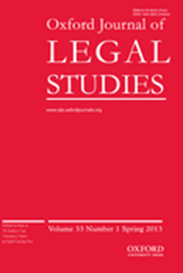 Oxford Journal of
LEGAL
STUDIES
www.ojls.oxfordjournals.org
Volume 33 Number 1 Spring 2013
OXFORD
UNIVERSITY PRESS